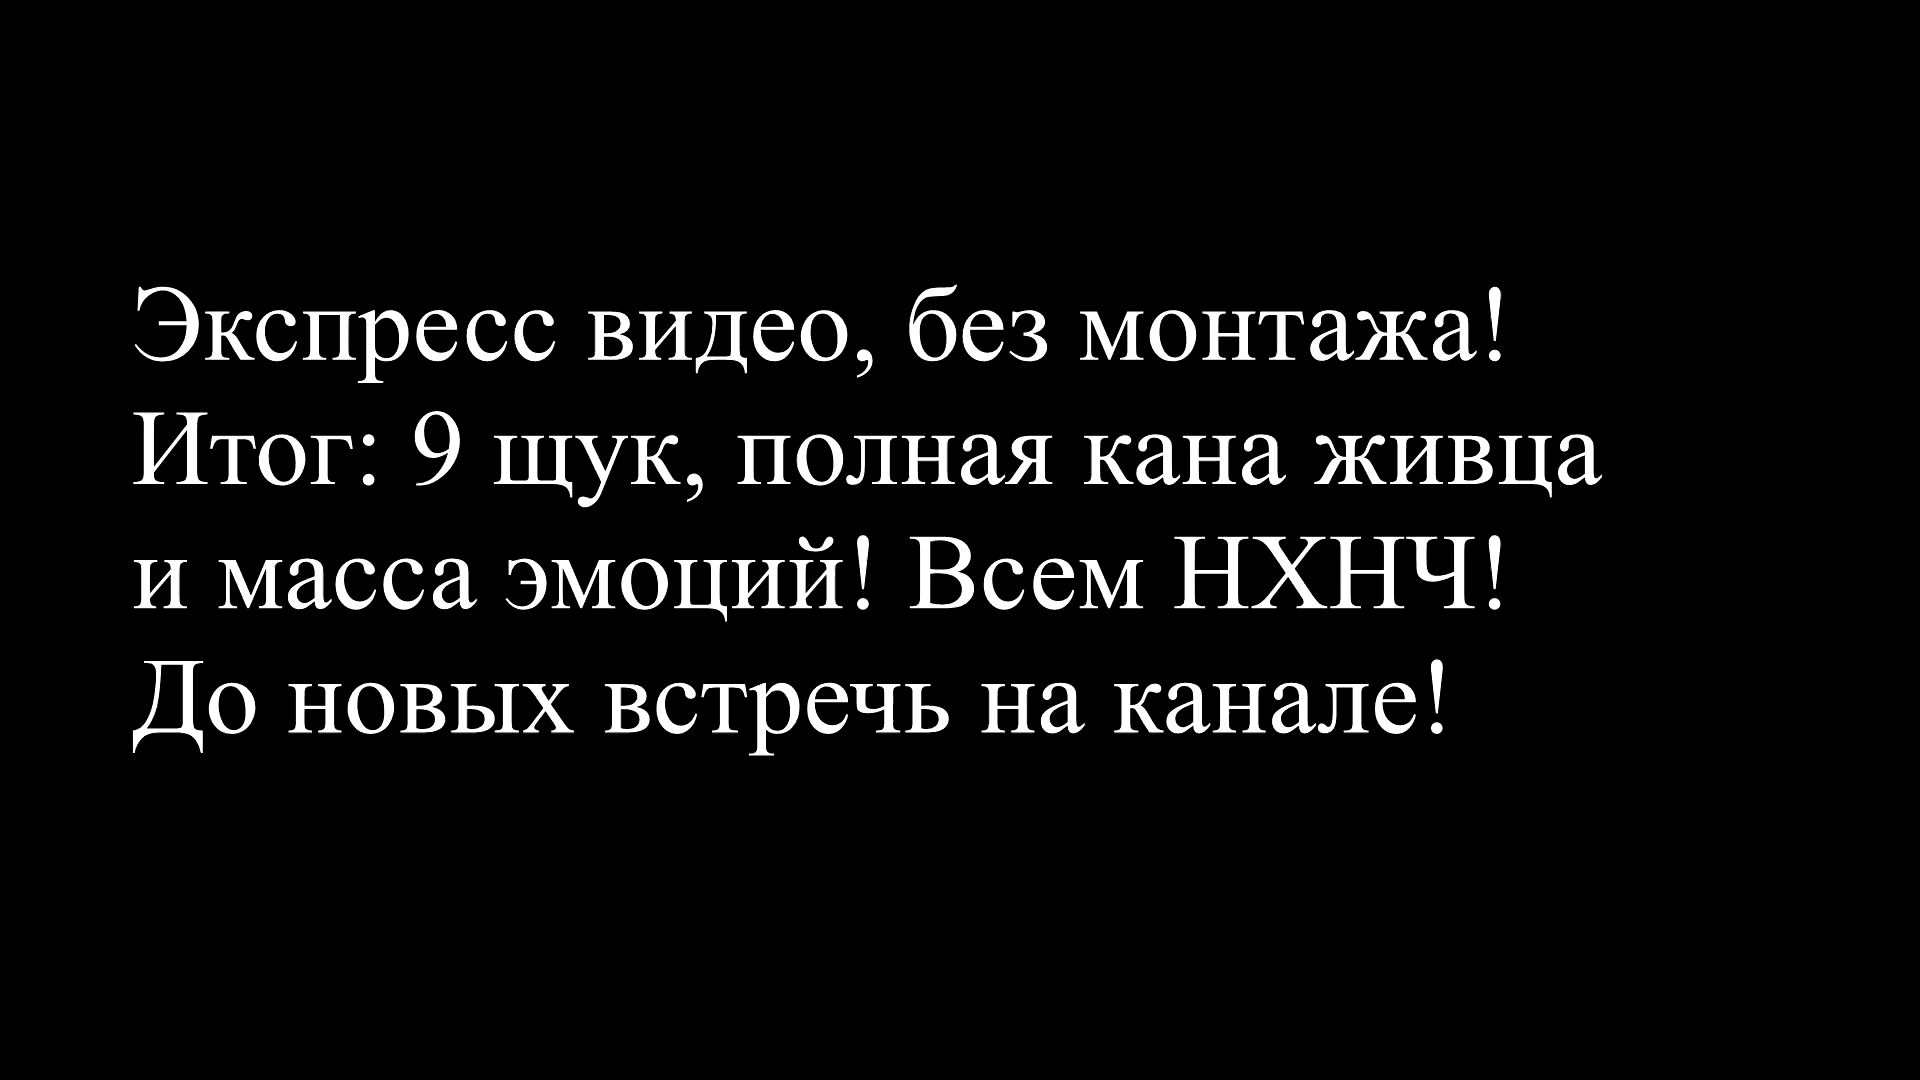 Экспресс видео, без монтажа!
Итог: 9 щук, полная кана живца
и масса эмоций! Всем НХНЧ!
До новых встречь на канале!